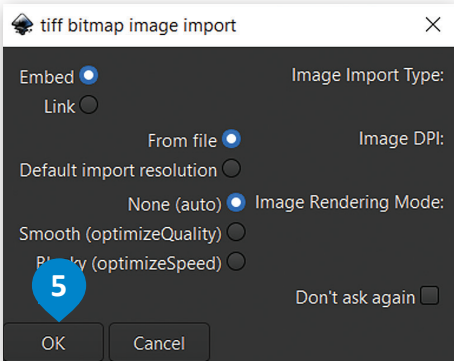 tiff bitmap image import
Embed Image Import Type:
Link
From file Image DPI:
Default import resolution
None (auto) Image Rendering Mode:
Smooth (optimizeQuality)
(optimizeSpeed)
Don't ask again
5
OK Cancel